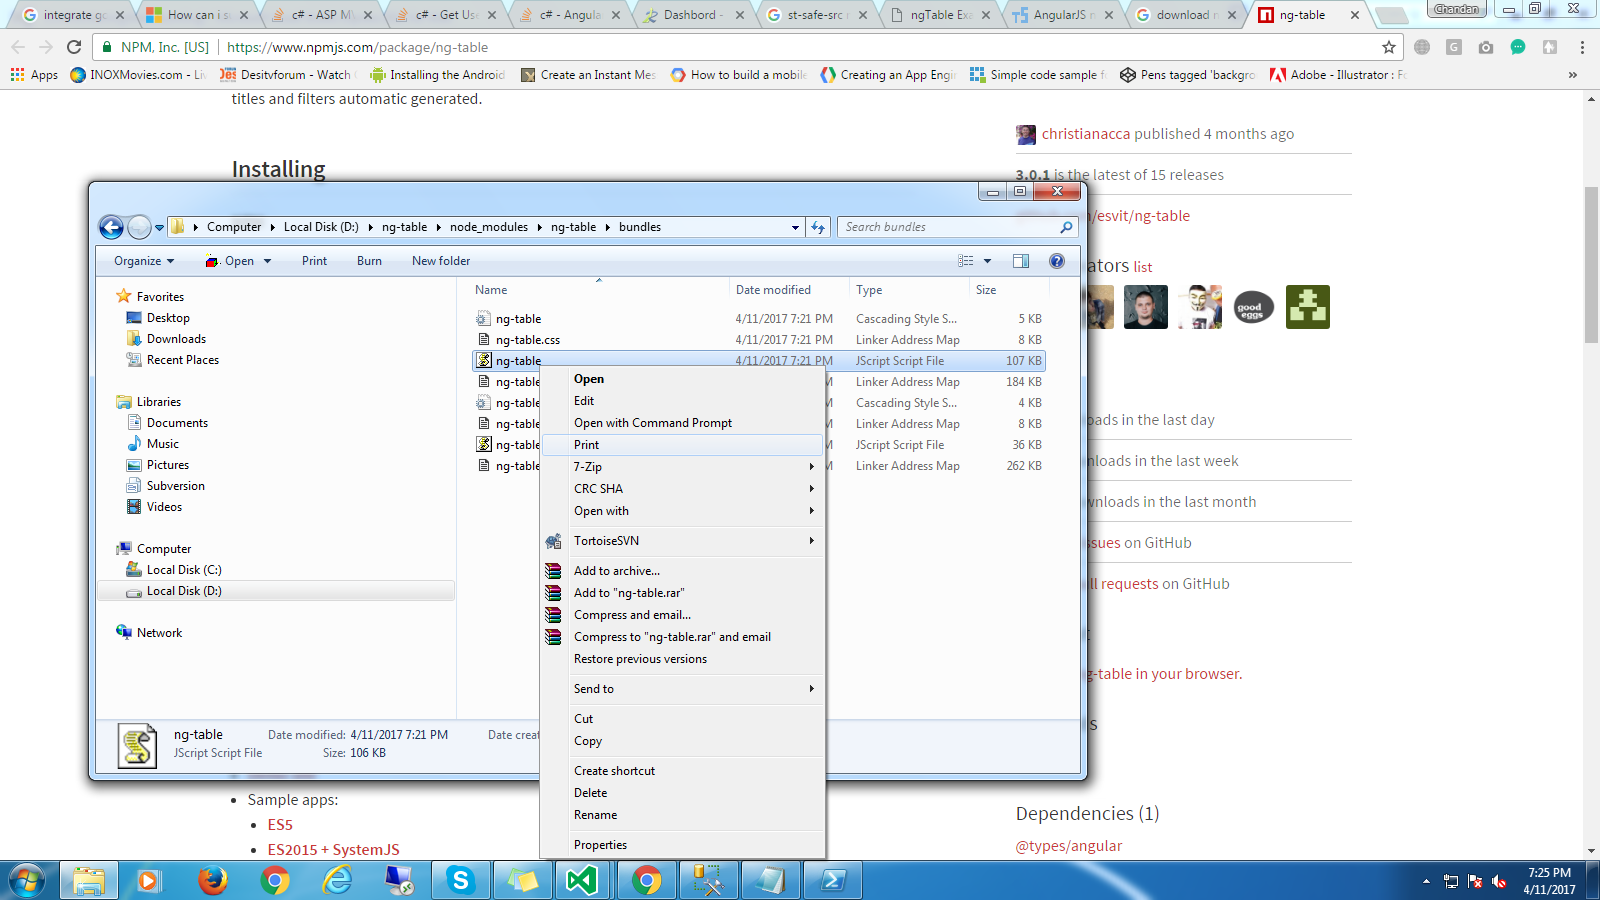 integrate go
How can i s
c# - ASP M
c# - Get Use
c# - Angula
Dashbord -
st-safe-src n
ngTable Exa
AngularJS n
download n
ng-table
Chandan
NPM, Inc. [US]
https://www.npmjs.com/package/ng-table
Apps
INOXMovies.com - Li
Desitvforum - Watch
Installing the Android
Create an Instant Mes
How to build a mobile
Creating an App Engi
Simple code sample f
Pens tagged 'backgro
Adobe - Illustrator : F
»
titles and filters automatic generated.
christianacca published 4 months ago
Installing
3.0.1 is the latest of 15 releases
/esvit/ng-table
ators list
good eggs
Computer
Local Disk (D:)
ng-table
node_modules
ng-table
bundles
Search bundles
Organize
Open
Print
Burn
New folder
Favorites
Desktop
Downloads
Recent Places
Libraries
Documents
Music
Pictures
Subversion
Videos
Computer
Local Disk (C:)
Local Disk (D:)
Network
Name Date modified Type Size
ng-table 4/11/2017 7:21 PM Cascading Style S... 5 KB
ng-table.css 4/11/2017 7:21 PM Linker Address Map 8 KB
ng-table 4/11/2017 7:21 PM JScript Script File 107 KB
ng-table M Linker Address Map 184 KB
ng-table M Cascading Style S... 4 KB
ng-table M Linker Address Map 8 KB
ng-table M JScript Script File 36 KB
ng-table M Linker Address Map 262 KB
Open
Edit
Open with Command Prompt
Print
7-Zip
CRC SHA
Open with
TortoiseSVN
Add to archive...
Add to "ng-table.rar"
Compress and email...
Compress to "ng-table.rar" and email
Restore previous versions
Send to
Cut
Copy
Create shortcut
Delete
Rename
Properties
ng-table Date modified: 4/11/2017 7:21 PM Date creat
JScript Script File Size: 106 KB
oads in the last day
nloads in the last week
wnloads in the last month
sues on GitHub
ll requests on GitHub
t
g-table in your browser.
s
Sample apps:
ES5
ES2015 + SystemJS
Dependencies (1)
@types/angular
7:25 PM
4/11/2017